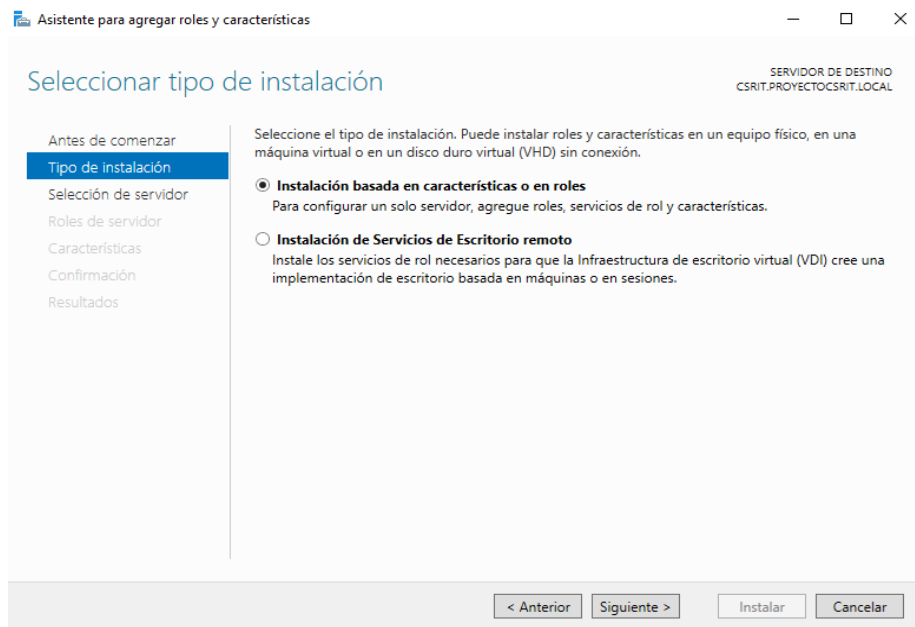 Asistente para agregar roles y características
Seleccionar tipo de instalación
SERVIDOR DE DESTINO
CSRIT.PROYECTOCSRIT.LOCAL
Antes de comenzar
Tipo de instalación
Selección de servidor
Roles de servidor
Características
Confirmación
Resultados
Seleccione el tipo de instalación. Puede instalar roles y características en un equipo físico, en una
máquina virtual o en un disco duro virtual (VHD) sin conexión.
Instalación basada en características o en roles
Para configurar un solo servidor, agregue roles, servicios de rol y características.
Instalación de Servicios de Escritorio remoto
Instale los servicios de rol necesarios para que la Infraestructura de escritorio virtual (VDI) cree una
implementación de escritorio basada en máquinas o en sesiones.
< Anterior
Siguiente >
Instalar
Cancelar